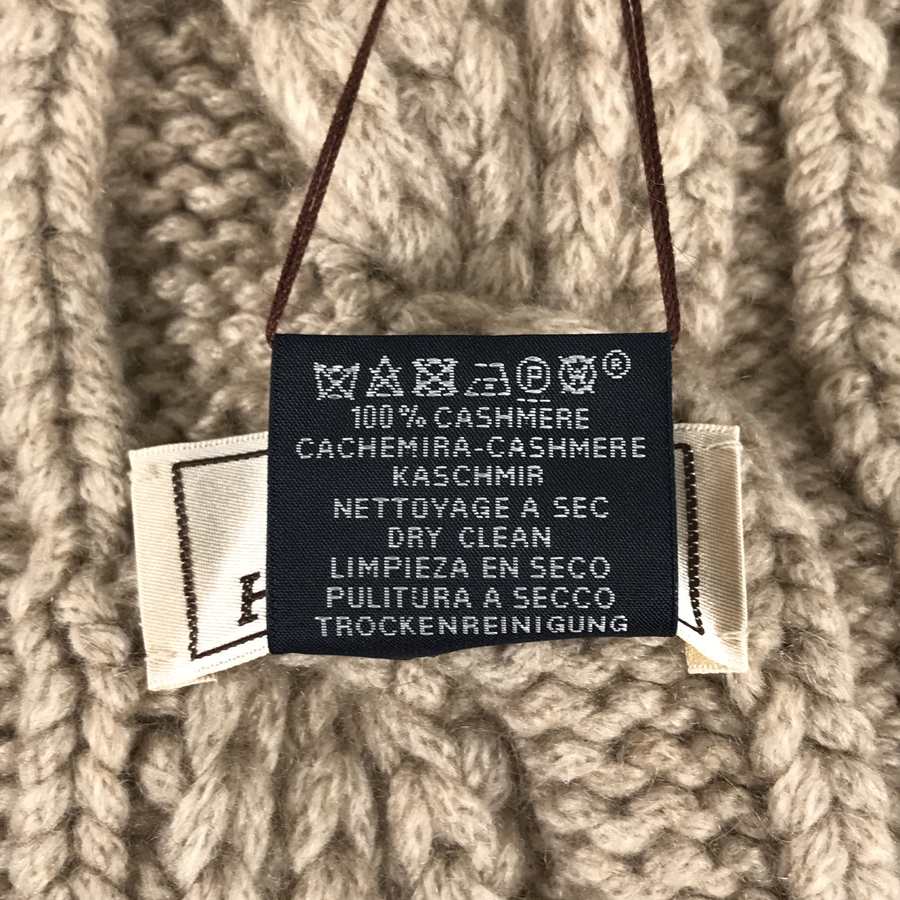 P ®
100% CASHMERE
CACHEMIRA-CASHMERE
KASCHMIR
NETTOYAGE A SEC
DRY CLEAN
LIMPIEZA EN SECO
PULITURA A SECCO
TROCKENREINIGUNG
H